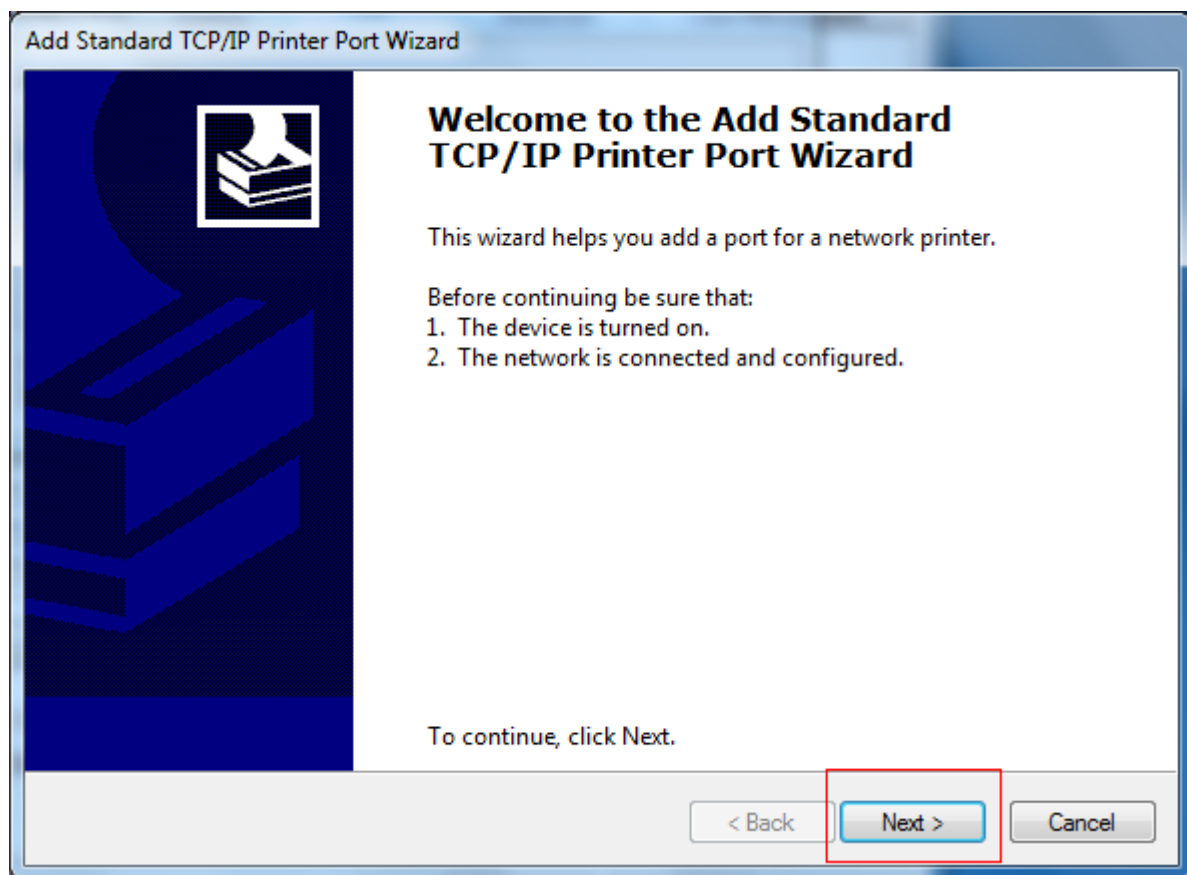 Add Standard TCP/IP Printer Port Wizard
Welcome to the Add Standard
TCP/IP Printer Port Wizard
This wizard helps you add a port for a network printer.
Before continuing be sure that:
1. The device is turned on.
2. The network is connected and configured.
To continue, click Next.
< Back Next > Cancel